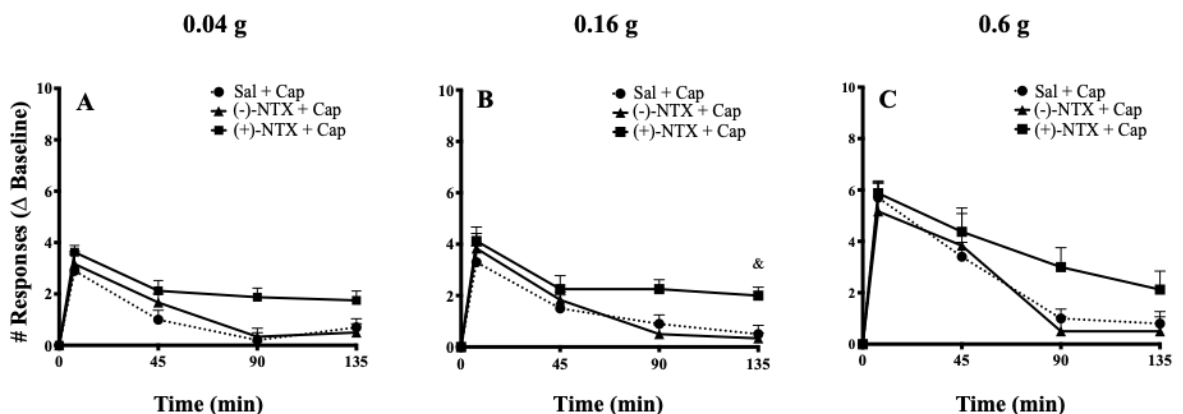 0.04 g
0.16 g
0.6 g
# Responses (Δ Baseline)
A
Sal + Cap
(-)-NTX + Cap
(+)-NTX + Cap
10
8
6
4
2
0
0
45
90
135
Time (min)
B
Sal + Cap
(-)-NTX + Cap
(+)-NTX + Cap
&
10
8
6
4
2
0
0
45
90
135
Time (min)
C
Sal + Cap
(-)-NTX + Cap
(+)-NTX + Cap
10
8
6
4
2
0
0
45
90
135
Time (min)